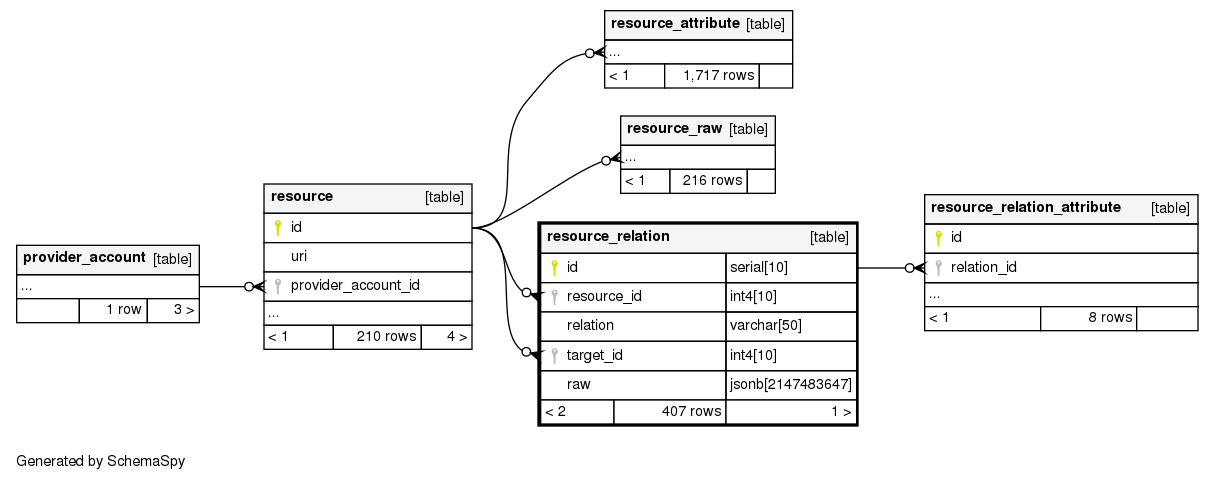 resource_attribute [table]
...
< 1 1,717 rows
resource_raw [table]
...
< 1 216 rows
resource [table]
id
uri
provider_account_id
...
< 1 210 rows 4 >
provider_account [table]
...
1 row 3 >
resource_relation [table]
id serial[10]
resource_id int4[10]
relation varchar[50]
target_id int4[10]
raw jsonb[2147483647]
< 2 407 rows 1 >
resource_relation_attribute [table]
id
relation_id
...
< 1 8 rows
Generated by SchemaSpy